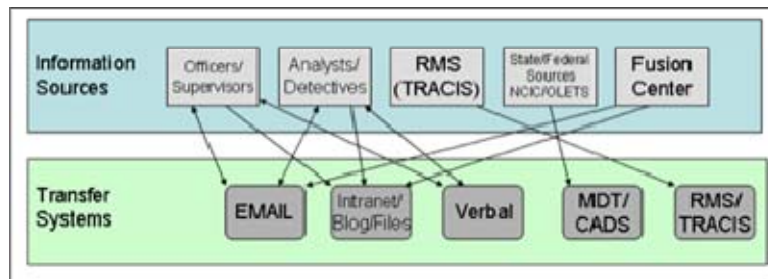 Information
Sources
Officers/
Supervisors
Analysts/
Detectives
RMS
(TRACIS)
State/Federal
Sources
NCIC/OLETS
Fusion
Center
Transfer
Systems
EMAIL
Intranet/
Blog/Files
Verbal
MIDT/
CADS
RMS/
TRACIS